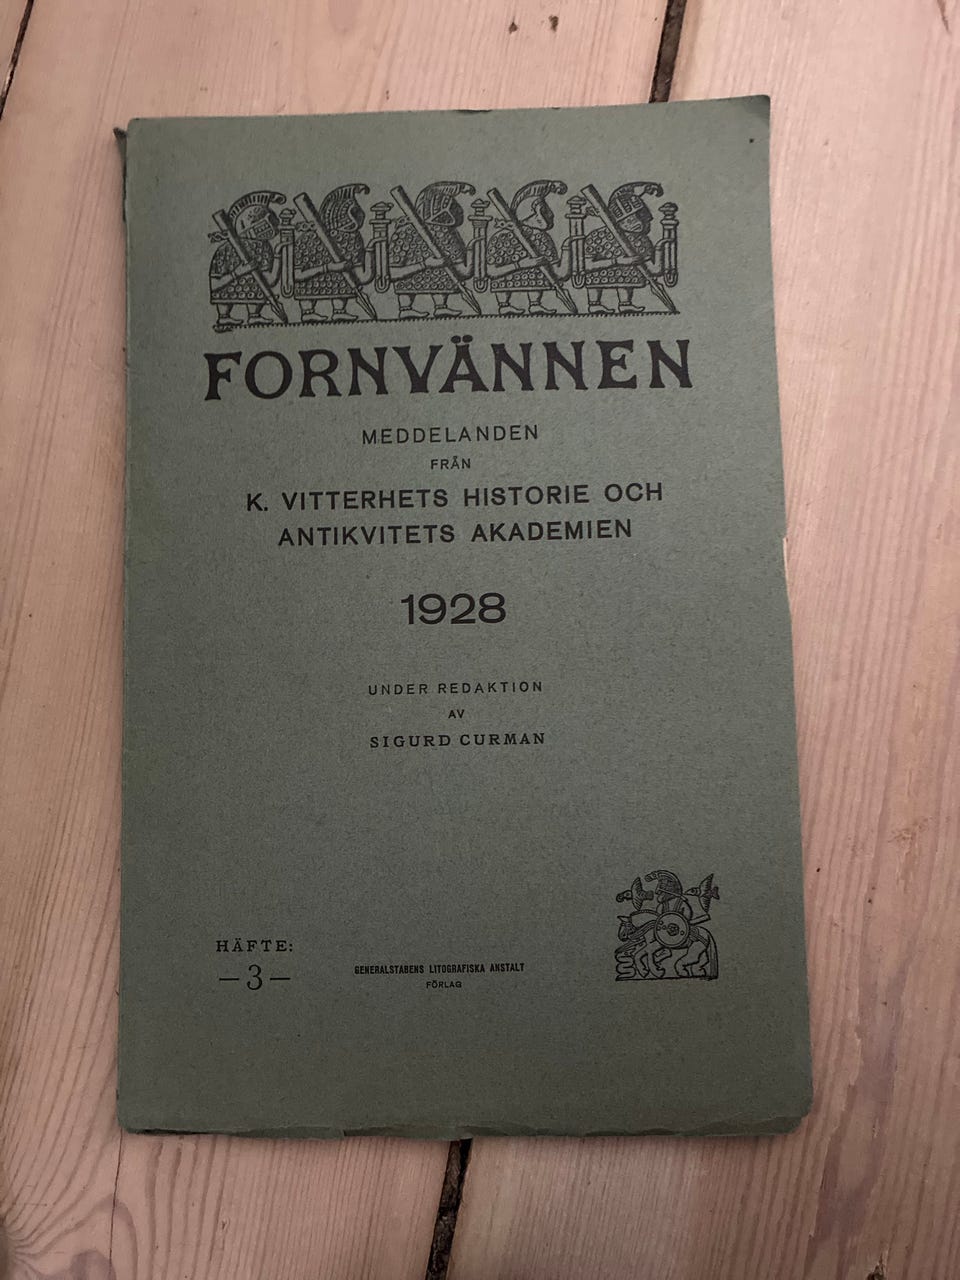 FORNVÄNNEN
MEDDELANDEN
FRÅN
K. VITTERHETS HISTORIE OCH
ANTIKVITETS AKADEMIEN
1928
UNDER REDAKTION
AV
SIGURD CURMAN
HÄFTE:
—3—
GENERALSTABENS LITOGRAFISKA ANSTALT
FÖRLAG